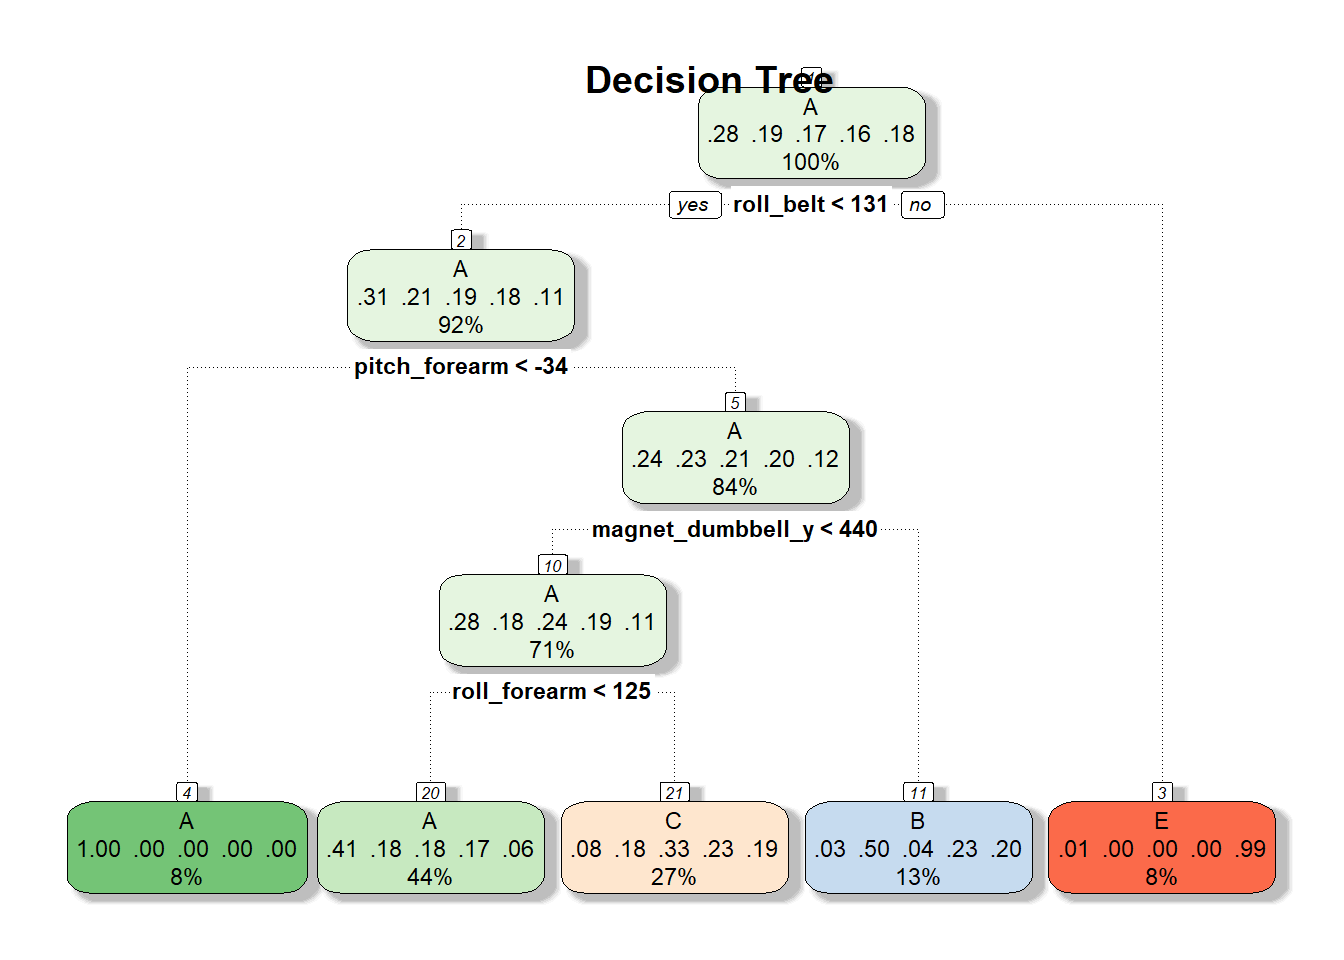 Decision Tree
A
.28 .19 .17 .16 .18
100%
yes roll_belt < 131 no
2
A
.31 .21 .19 .18 .11
92%
pitch_forearm < -34
5
A
.24 .23 .21 .20 .12
84%
magnet_dumbbell_y < 440
10
A
.28 .18 .24 .19 .11
71%
roll_forearm < 125
4
A
1.00 .00 .00 .00 .00
8%
20
A
.41 .18 .18 .17 .06
44%
21
C
.08 .18 .33 .23 .19
27%
11
B
.03 .50 .04 .23 .20
13%
3
E
.01 .00 .00 .00 .99
8%